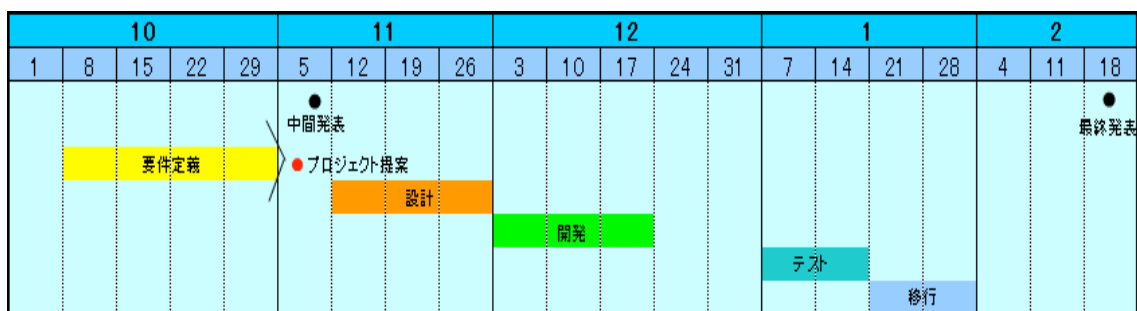 10 11 12 1 2
1 8 15 22 29 5 12 19 26 3 10 17 24 31 7 14 21 28 4 11 18
中間発表 最終発表
要件定義 プロジェクト提案
設計
開発
テスト
移行